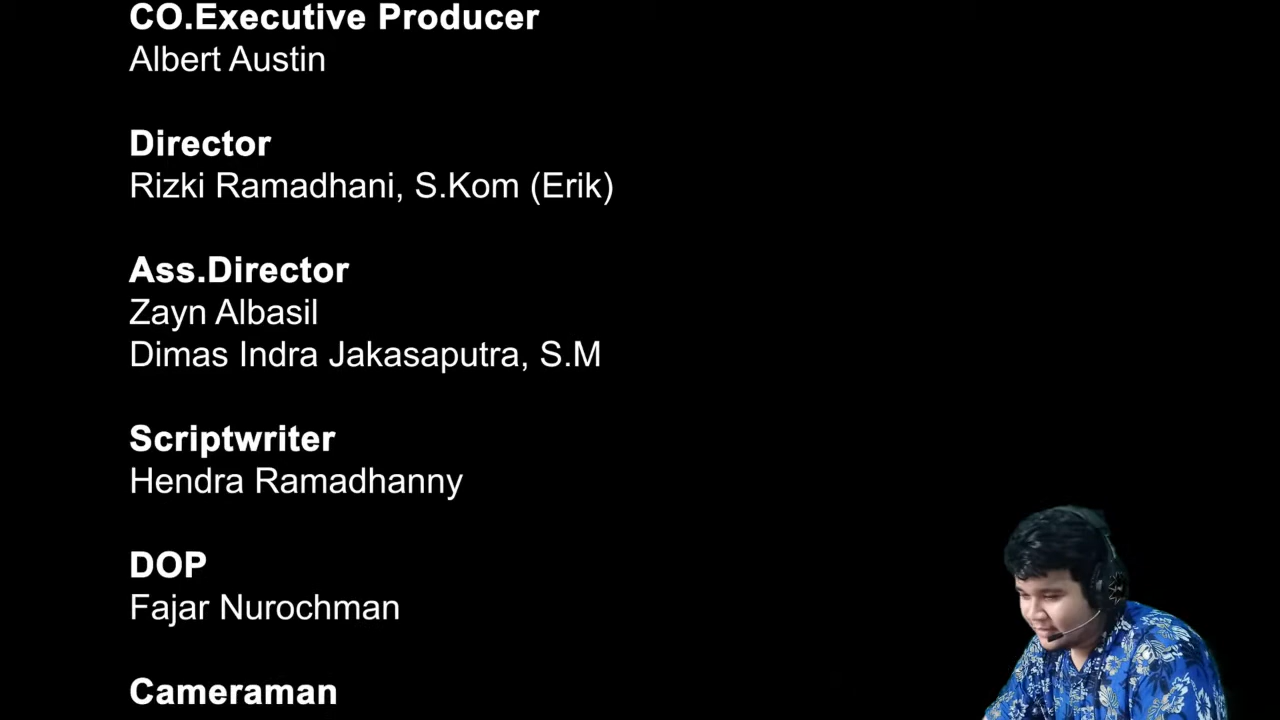 CO.Executive Producer
Albert Austin
Director
Rizki Ramadhani, S.Kom (Erik)
Ass.Director
Zayn Albasil
Dimas Indra Jakasaputra, S.M
Scriptwriter
Hendra Ramadhanny
DOP
Fajar Nurochman
Cameraman